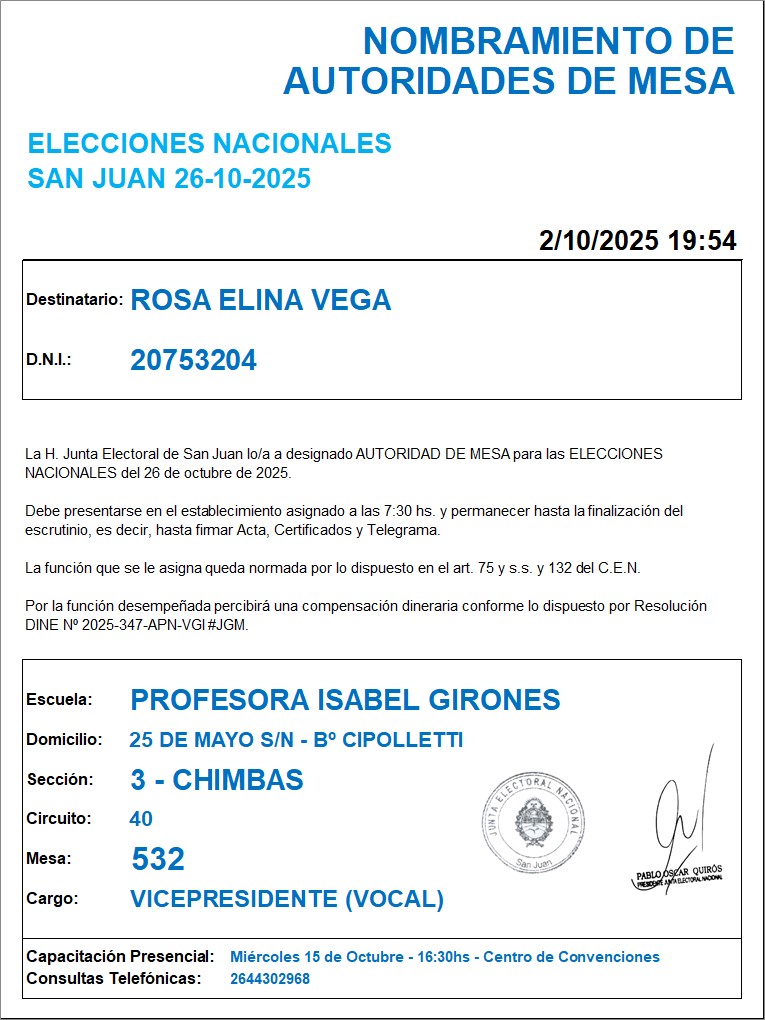 NOMBRAMIENTO DE
AUTORIDADES DE MESA
ELECCIONES NACIONALES
SAN JUAN 26-10-2025
2/10/2025 19:54
Destinatario: ROSA ELINA VEGA
D.N.I.: 20753204
La H. Junta Electoral de San Juan lo/a a designado AUTORIDAD DE MESA para las ELECCIONES
NACIONALES del 26 de octubre de 2025.
Debe presentarse en el establecimiento asignado a las 7:30 hs. y permanecer hasta la finalización del
escrutinio, es decir, hasta firmar Acta, Certificados y Telegrama.
La función que se le asigna queda normada por lo dispuesto en el art. 75 y s.s. y 132 del C.E.N.
Por la función desempeñada percibirá una compensación dineraria conforme lo dispuesto por Resolución
DINE Nº 2025-347-APN-VGI#JGM.
Escuela: PROFESORA ISABEL GIRONES
Domicilio: 25 DE MAYO S/N - Bº CIPOLLETTI
Sección: 3 - CHIMBAS
Circuito: 40
Mesa: 532
Cargo: VICEPRESIDENTE (VOCAL)
JUNTA ELECTORAL NACIONAL
San Juan
PABLO OSCAR QUIRÓS
PRESIDENTE JUNTA ELECTORAL NACIONAL
Capacitación Presencial: Miércoles 15 de Octubre - 16:30hs - Centro de Convenciones
Consultas Telefónicas: 2644302968